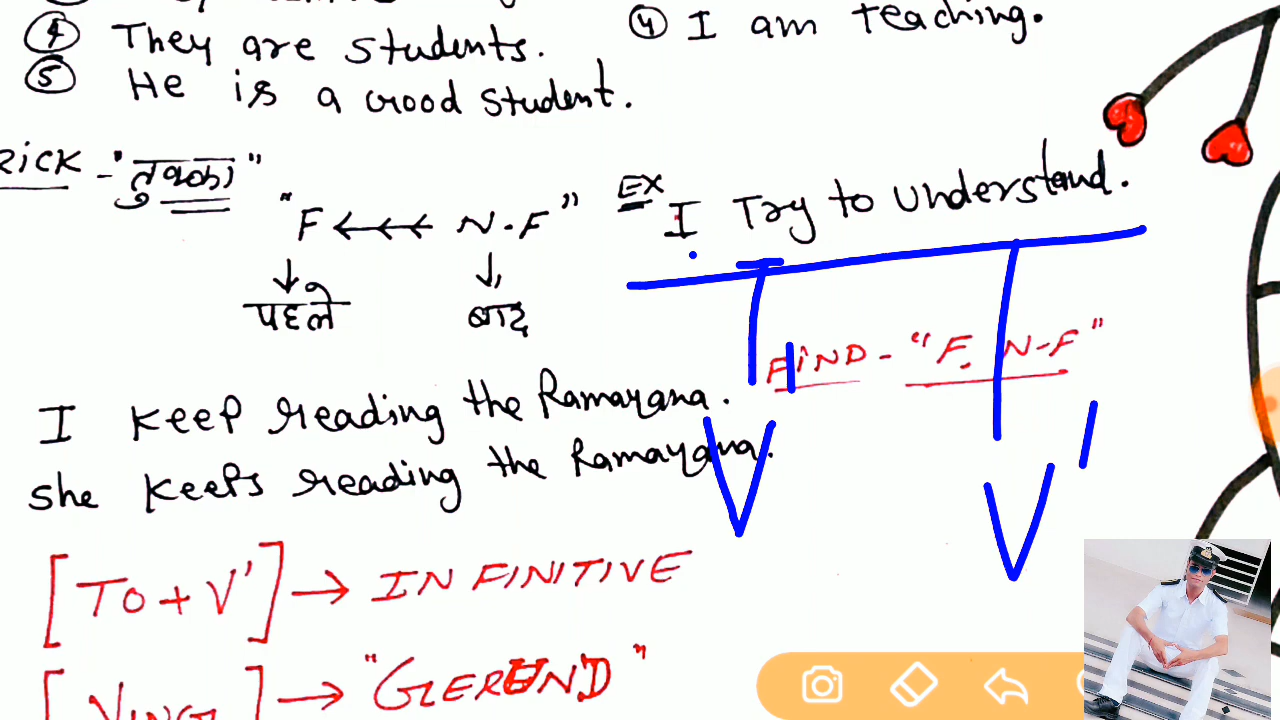 ④ They are students.
④ I am teaching.
⑤ He is a Good Student.
RICK - "तुक्का"
"F ← ← ← N-F"
पहले
बाद
EX I Try to Understand.
FIND - "F. N-F"
I Keep reading the Ramayana.
She Keeps reading the Ramayana.
[TO + V'] → INFINITIVE
[VING] → "GERUND"
V
V'